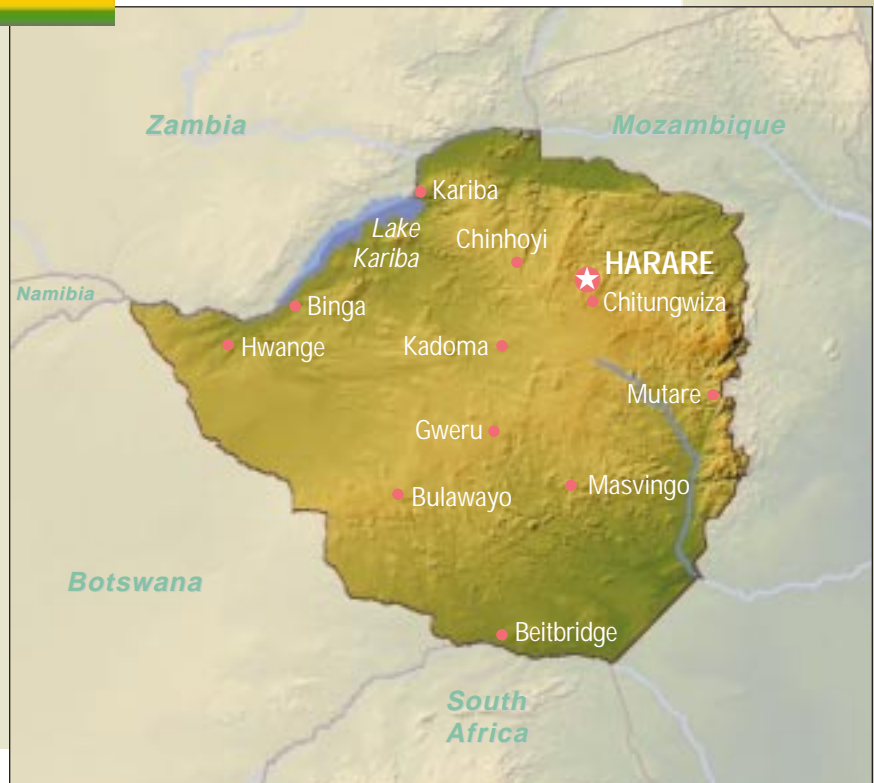 Zambia
Mozambique
Kariba
Lake
Kariba
Chinhoyi
HARARE
Namibia
Binga
Chitungwiza
Hwange
Kadoma
Mutare
Gweru
Bulawayo
Masvingo
Botswana
Beitbridge
South
Africa